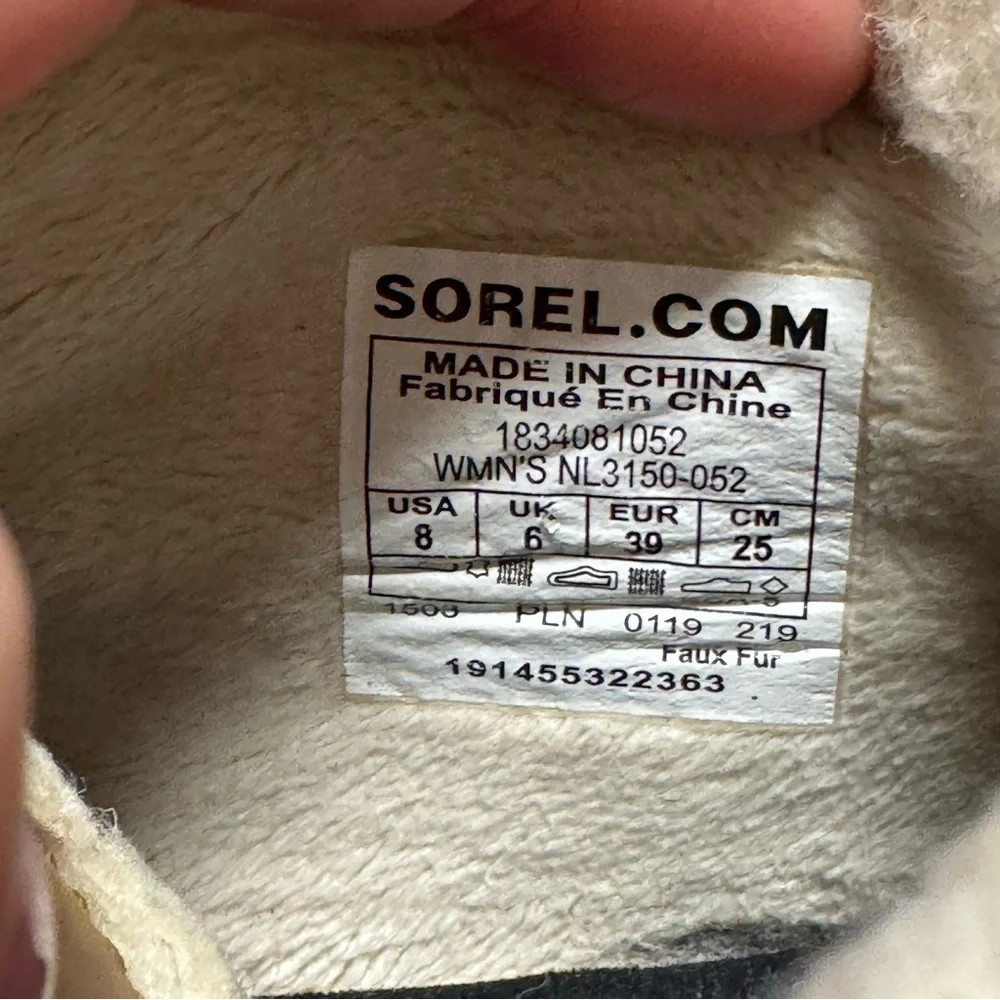 SOREL.COM
MADE IN CHINA
Fabriqué En Chine
1834081052
WMN'S NL3150-052
USA UK EUR CM
8 6 39 25
PLN 0119 219
Faux Fur
191455322363